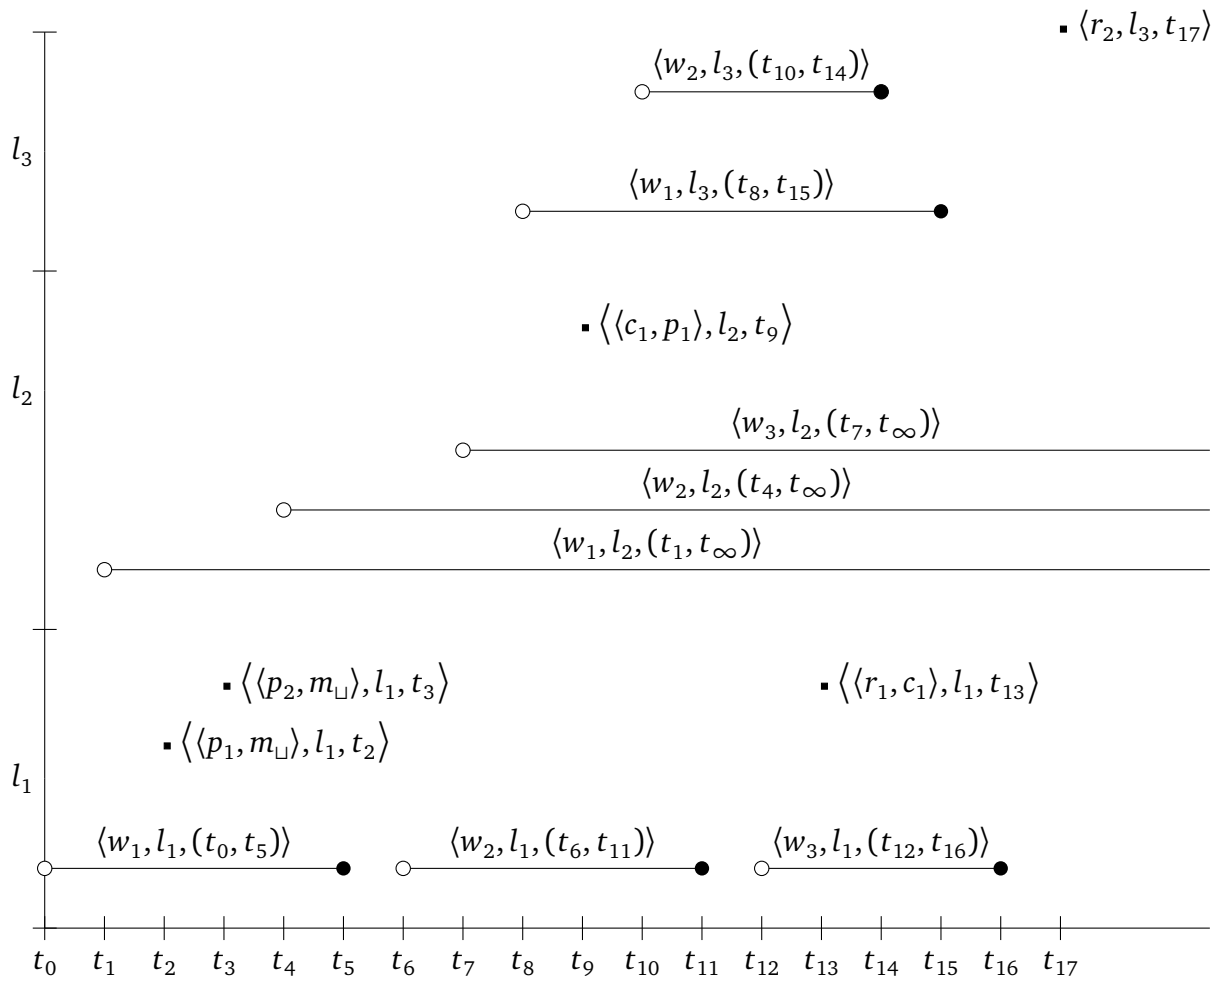 ⟨r₂, l₃, t₁₇⟩
⟨w₂, l₃, (t₁₀, t₁₄)⟩
l₃
⟨w₁, l₃, (t₈, t₁₅)⟩
⟨⟨c₁, p₁⟩, l₂, t₉⟩
l₂
⟨w₃, l₂, (t₇, t∞)⟩
⟨w₂, l₂, (t₄, t∞)⟩
⟨w₁, l₂, (t₁, t∞)⟩
⟨⟨p₂, m⊔⟩, l₁, t₃⟩ ⟨⟨r₁, c₁⟩, l₁, t₁₃⟩
⟨⟨p₁, m⊔⟩, l₁, t₂⟩
l₁
⟨w₁, l₁, (t₀, t₅)⟩ ⟨w₂, l₁, (t₆, t₁₁)⟩ ⟨w₃, l₁, (t₁₂, t₁₆)⟩
t₀ t₁ t₂ t₃ t₄ t₅ t₆ t₇ t₈ t₉ t₁₀ t₁₁ t₁₂ t₁₃ t₁₄ t₁₅ t₁₆ t₁₇